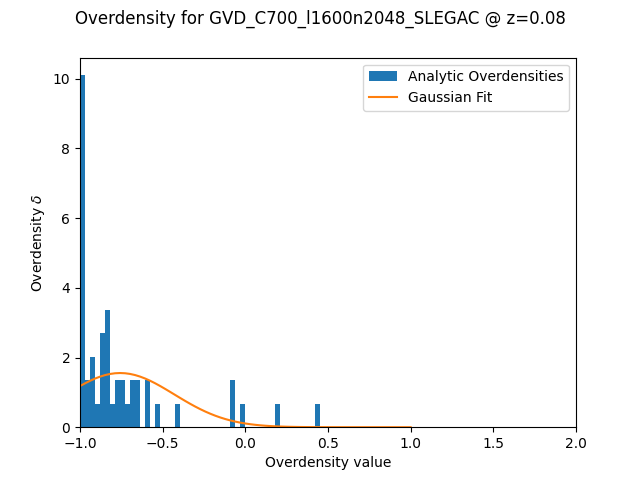 Overdensity for GVD_C700_l1600n2048_SLEGAC @ z=0.08
Analytic Overdensities
Gaussian Fit
Overdensity δ
10
8
6
4
2
0
−1.0 −0.5 0.0 0.5 1.0 1.5 2.0
Overdensity value